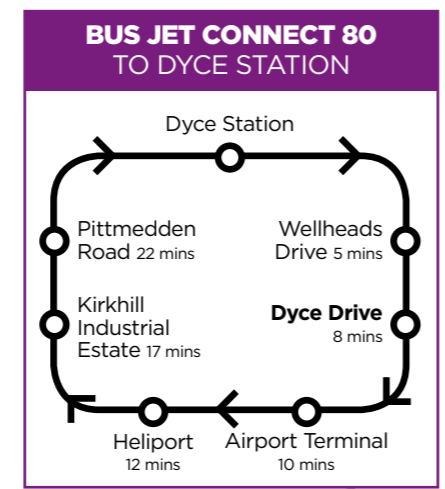 BUS JET CONNECT 80
TO DYCE STATION
Dyce Station
Pittmedden
Road 22 mins
Wellheads
Drive 5 mins
Kirkhill
Industrial
Estate 17 mins
Dyce Drive
8 mins
Heliport
12 mins
Airport Terminal
10 mins